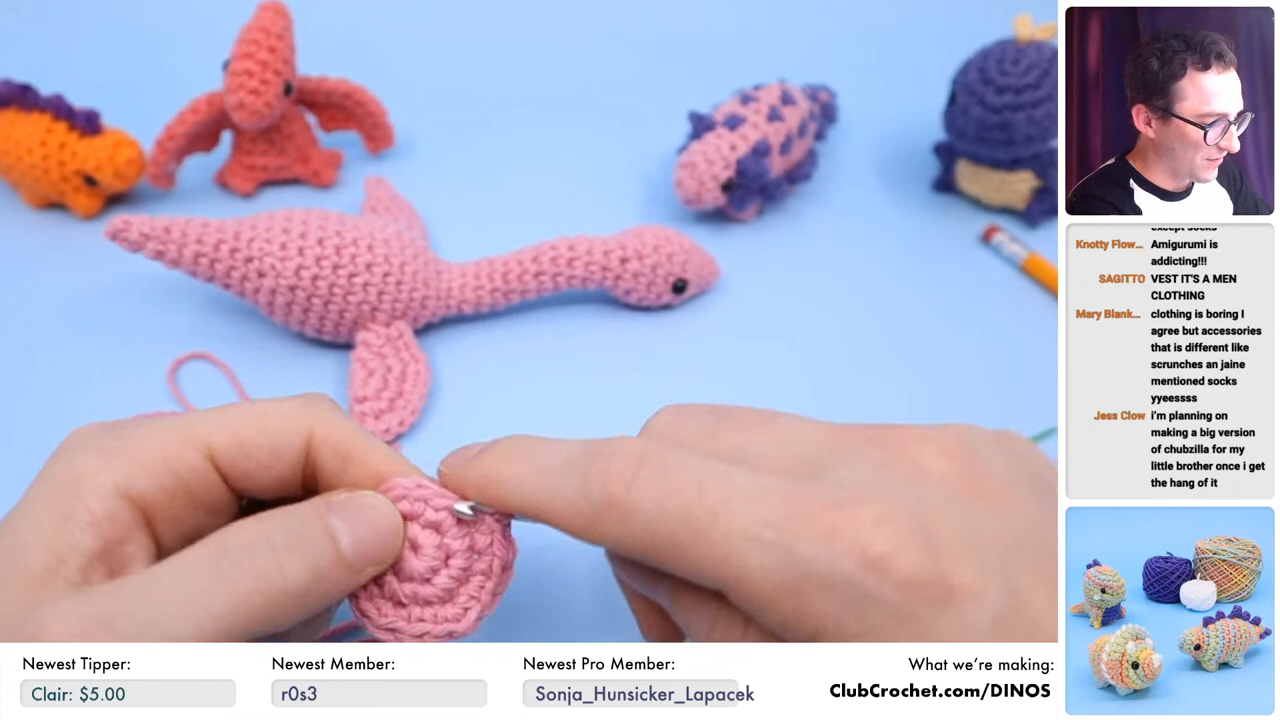 except socks
Knotty Flow... Amigurumi is
addicting!!!
SAGITTO VEST IT'S A MEN
CLOTHING
Mary Blank... clothing is boring I
agree but accessories
that is different like
scrunches an jaine
mentioned socks
yyeessss
Jess Clow i'm planning on
making a big version
of chubzilla for my
little brother once i get
the hang of it
Newest Tipper:
Clair: $5.00
Newest Member:
r0s3
Newest Pro Member:
Sonja_Hunsicker_Lapacek
What we're making:
ClubCrochet.com/DINOS